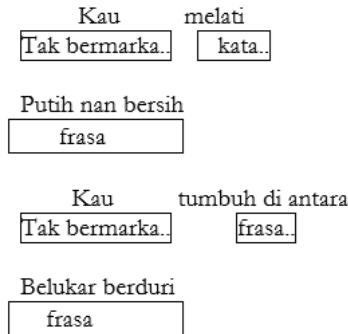 Kau melati
Tak bermarka.. kata..
Putih nan bersih
frasa
Kau tumbuh di antara
Tak bermarka.. frasa..
Belukar berduri
frasa